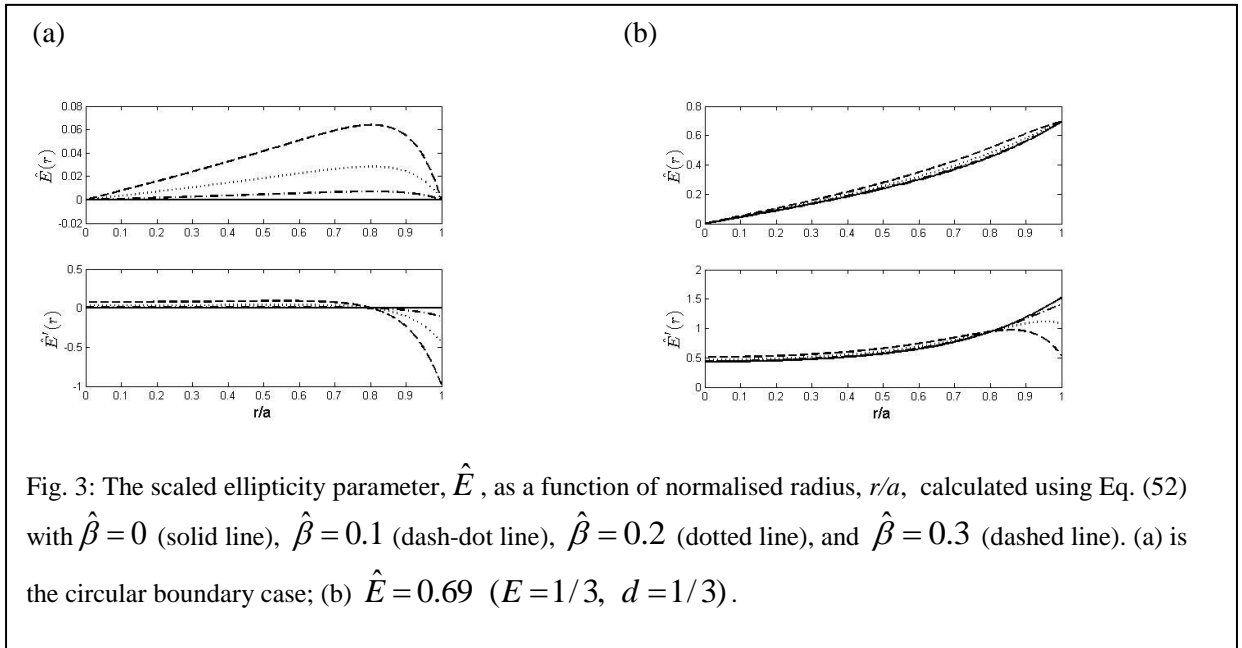 (a)
(b)
0.08
0.06
0.04
0.02
0
-0.02
Ê(r)
0 0.1 0.2 0.3 0.4 0.5 0.6 0.7 0.8 0.9 1
0.5
0
-0.5
-1
Ê′(r)
0 0.1 0.2 0.3 0.4 0.5 0.6 0.7 0.8 0.9 1
r/a
0.8
0.6
0.4
0.2
0
Ê(r)
0 0.1 0.2 0.3 0.4 0.5 0.6 0.7 0.8 0.9 1
2
1.5
1
0.5
0
Ê′(r)
0 0.1 0.2 0.3 0.4 0.5 0.6 0.7 0.8 0.9 1
r/a
Fig. 3: The scaled ellipticity parameter, Ê , as a function of normalised radius, r/a, calculated using Eq. (52)
with β̂ = 0 (solid line), β̂ = 0.1 (dash-dot line), β̂ = 0.2 (dotted line), and β̂ = 0.3 (dashed line). (a) is
the circular boundary case; (b) Ê = 0.69 (E = 1/3, d = 1/3).